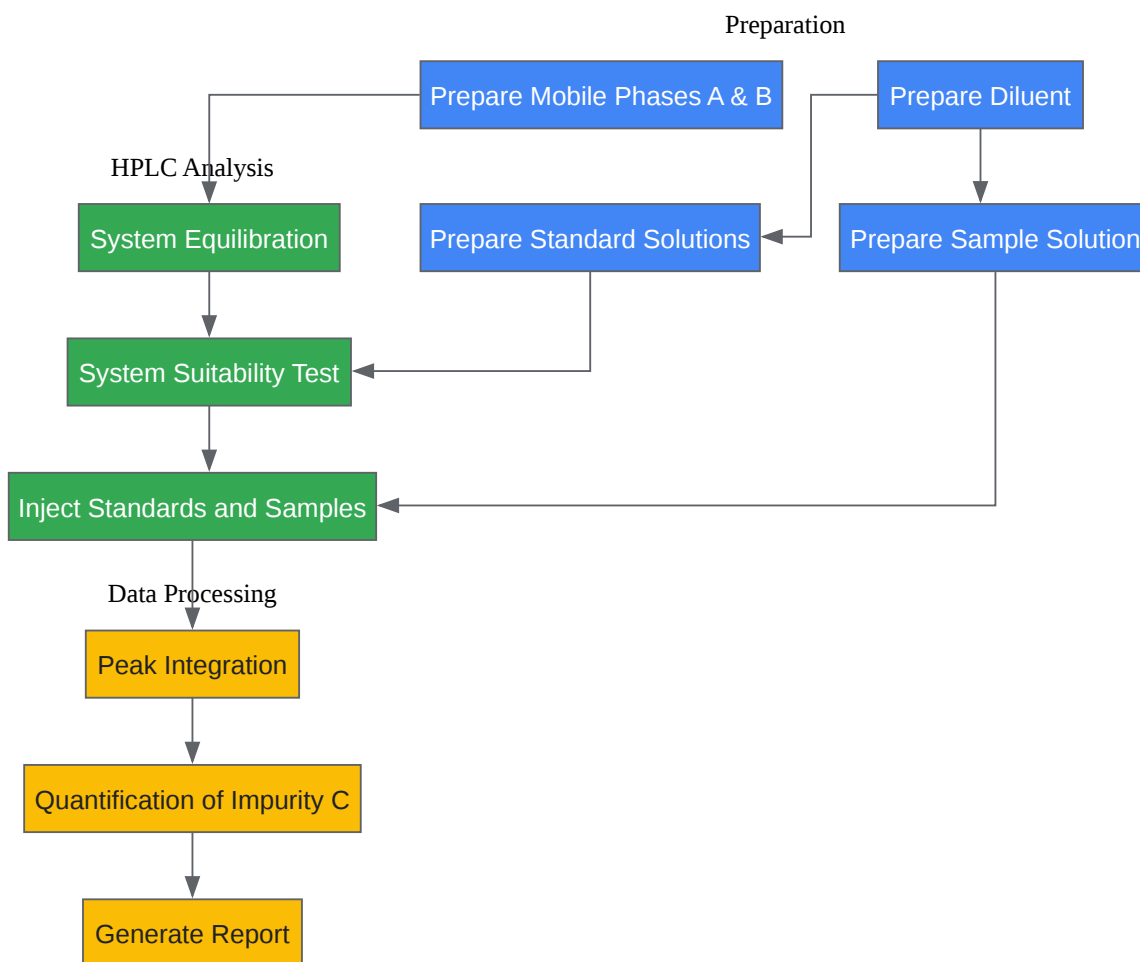 Preparation
Prepare Mobile Phases A & B
Prepare Diluent
HPLC Analysis
System Equilibration
Prepare Standard Solutions
Prepare Sample Solution
System Suitability Test
Inject Standards and Samples
Data Processing
Peak Integration
Quantification of Impurity C
Generate Report